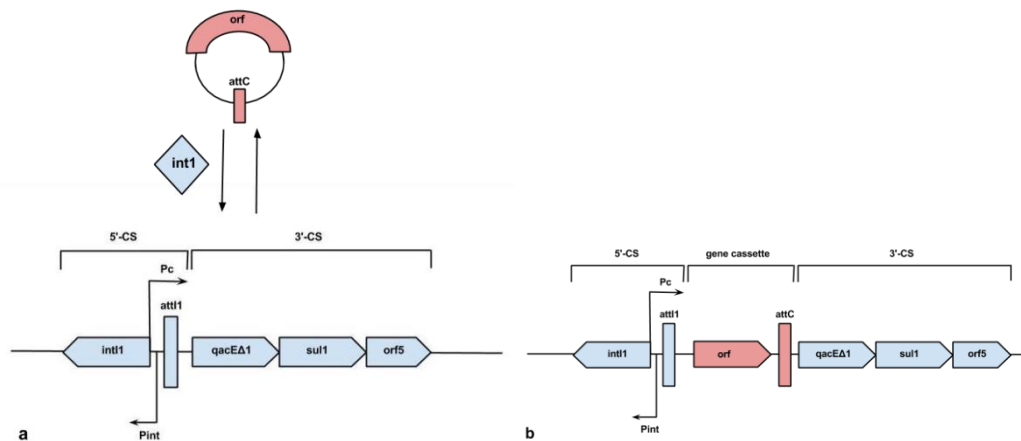 orf
attC
int1
5'-CS 3'-CS
Pc
attI1
intI1 qacEΔ1 sul1 orf5
Pint
a
5'-CS gene cassette 3'-CS
Pc
attI1 attC
intI1 orf qacEΔ1 sul1 orf5
Pint
b